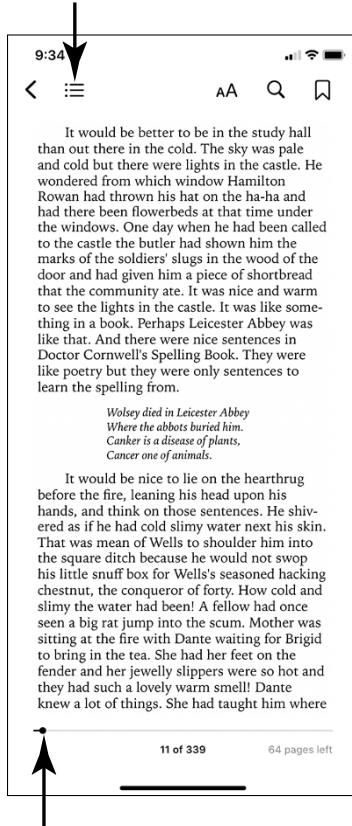 9:34
AA
It would be better to be in the study hall
than out there in the cold. The sky was pale
and cold but there were lights in the castle. He
wondered from which window Hamilton
Rowan had thrown his hat on the ha-ha and
had there been flowerbeds at that time under
the windows. One day when he had been called
to the castle the butler had shown him the
marks of the soldiers' slugs in the wood of the
door and had given him a piece of shortbread
that the community ate. It was nice and warm
to see the lights in the castle. It was like some-
thing in a book. Perhaps Leicester Abbey was
like that. And there were nice sentences in
Doctor Cornwell's Spelling Book. They were
like poetry but they were only sentences to
learn the spelling from.
Wolsey died in Leicester Abbey
Where the abbots buried him.
Canker is a disease of plants,
Cancer one of animals.
It would be nice to lie on the hearthrug
before the fire, leaning his head upon his
hands, and think on those sentences. He shiv-
ered as if he had cold slimy water next his skin.
That was mean of Wells to shoulder him into
the square ditch because he would not swop
his little snuff box for Wells's seasoned hacking
chestnut, the conqueror of forty. How cold and
slimy the water had been! A fellow had once
seen a big rat jump into the scum. Mother was
sitting at the fire with Dante waiting for Brigid
to bring in the tea. She had her feet on the
fender and her jewelly slippers were so hot and
they had such a lovely warm smell! Dante
knew a lot of things. She had taught him where
11 of 339
64 pages left